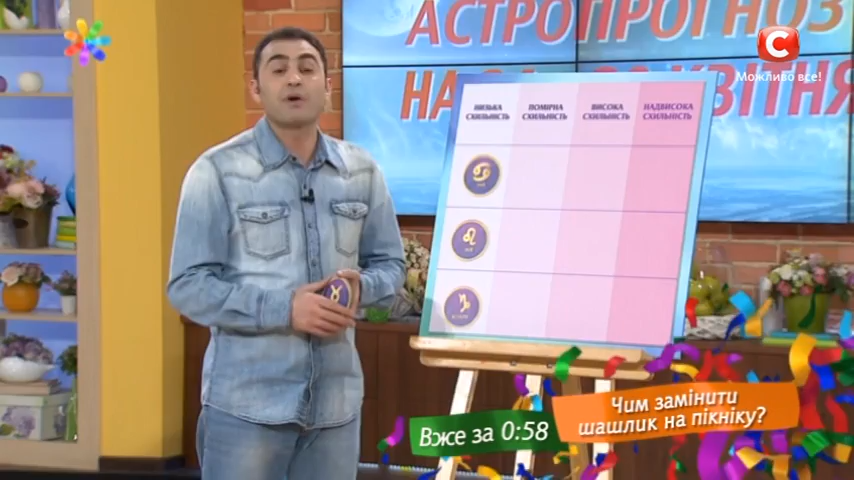 АСТРОПРОГНОЗ
НА
КВІТНЯ
С
Можливо все!
НИЗЬКА СХИЛЬНІСТЬ
ПОМІРНА СХИЛЬНІСТЬ
ВИСОКА СХИЛЬНІСТЬ
НАДВИСОКА СХИЛЬНІСТЬ
Вже за 0:58
Чим замінити
шашлик на пікніку?